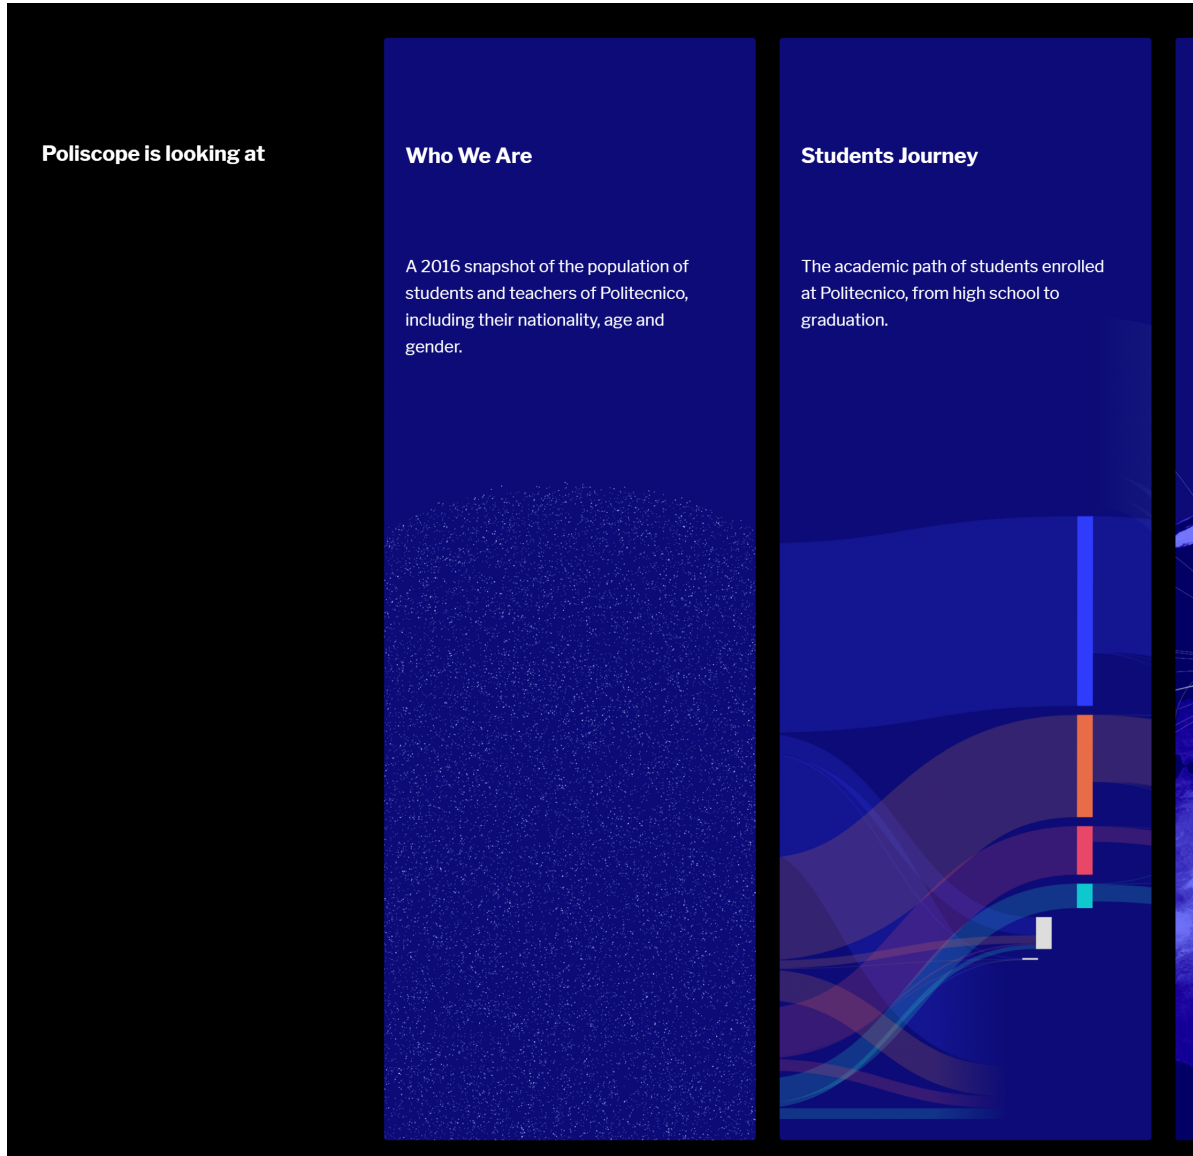 Poliscope is looking at
Who We Are
A 2016 snapshot of the population of
students and teachers of Politecnico,
including their nationality, age and
gender.
Students Journey
The academic path of students enrolled
at Politecnico, from high school to
graduation.